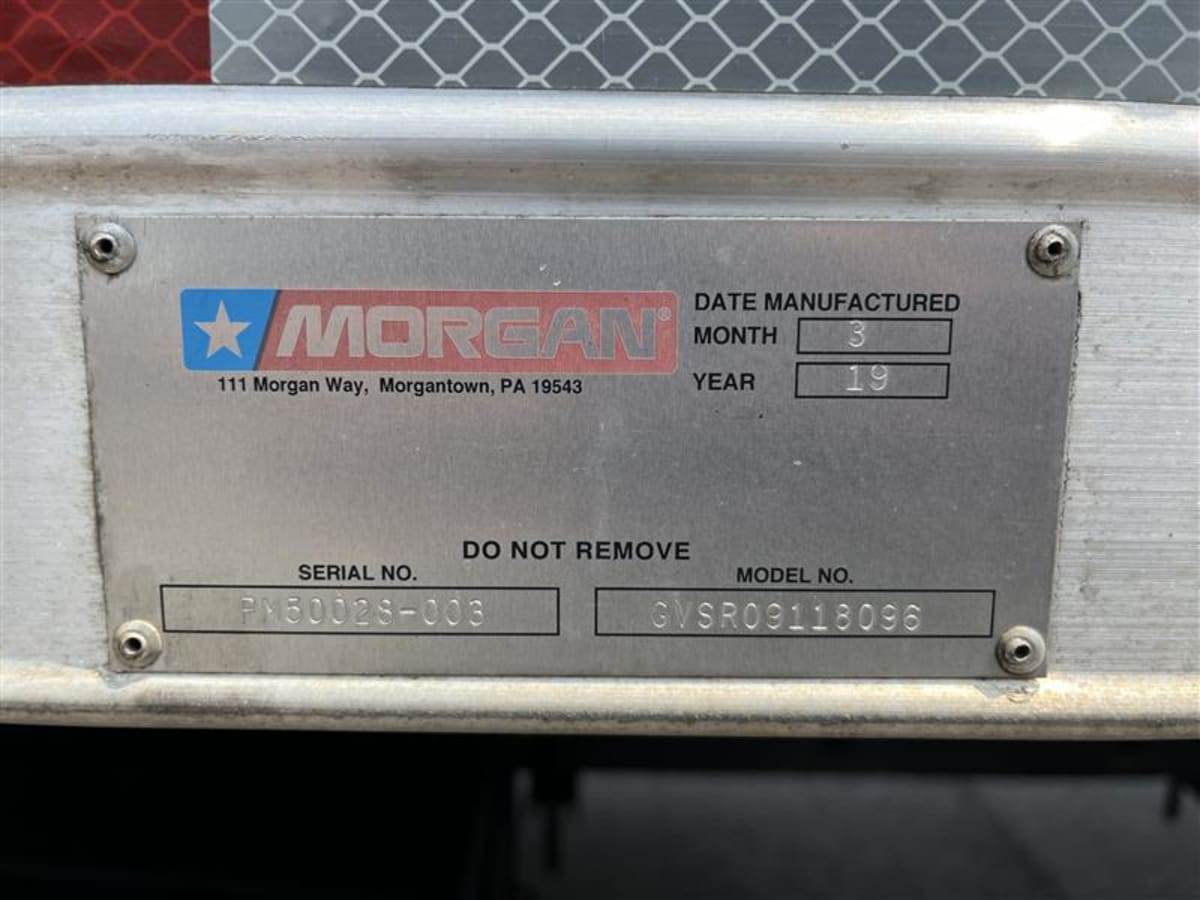 MORGAN®
111 Morgan Way, Morgantown, PA 19543
DATE MANUFACTURED
MONTH 3
YEAR 19
DO NOT REMOVE
SERIAL NO.
PM50028-003
MODEL NO.
GVSR09118096